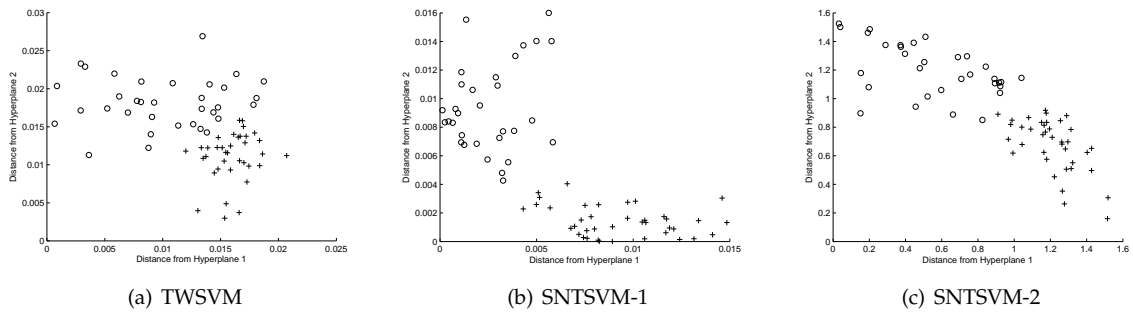 0.03
0.025
0.02
0.015
0.01
0.005
0
Distance from Hyperplane 2
0 0.005 0.01 0.015 0.02 0.025
Distance from Hyperplane 1
(a) TWSVM
0.016
0.014
0.012
0.01
0.008
0.006
0.004
0.002
0
Distance from Hyperplane 2
0.005 0.01 0.015
Distance from Hyperplane 1
(b) SNTSVM-1
1.6
1.4
1.2
1
0.8
0.6
0.4
0.2
0
Distance from Hyperplane 2
0 0.2 0.4 0.6 0.8 1 1.2 1.4 1.6
Distance from Hyperplane 1
(c) SNTSVM-2